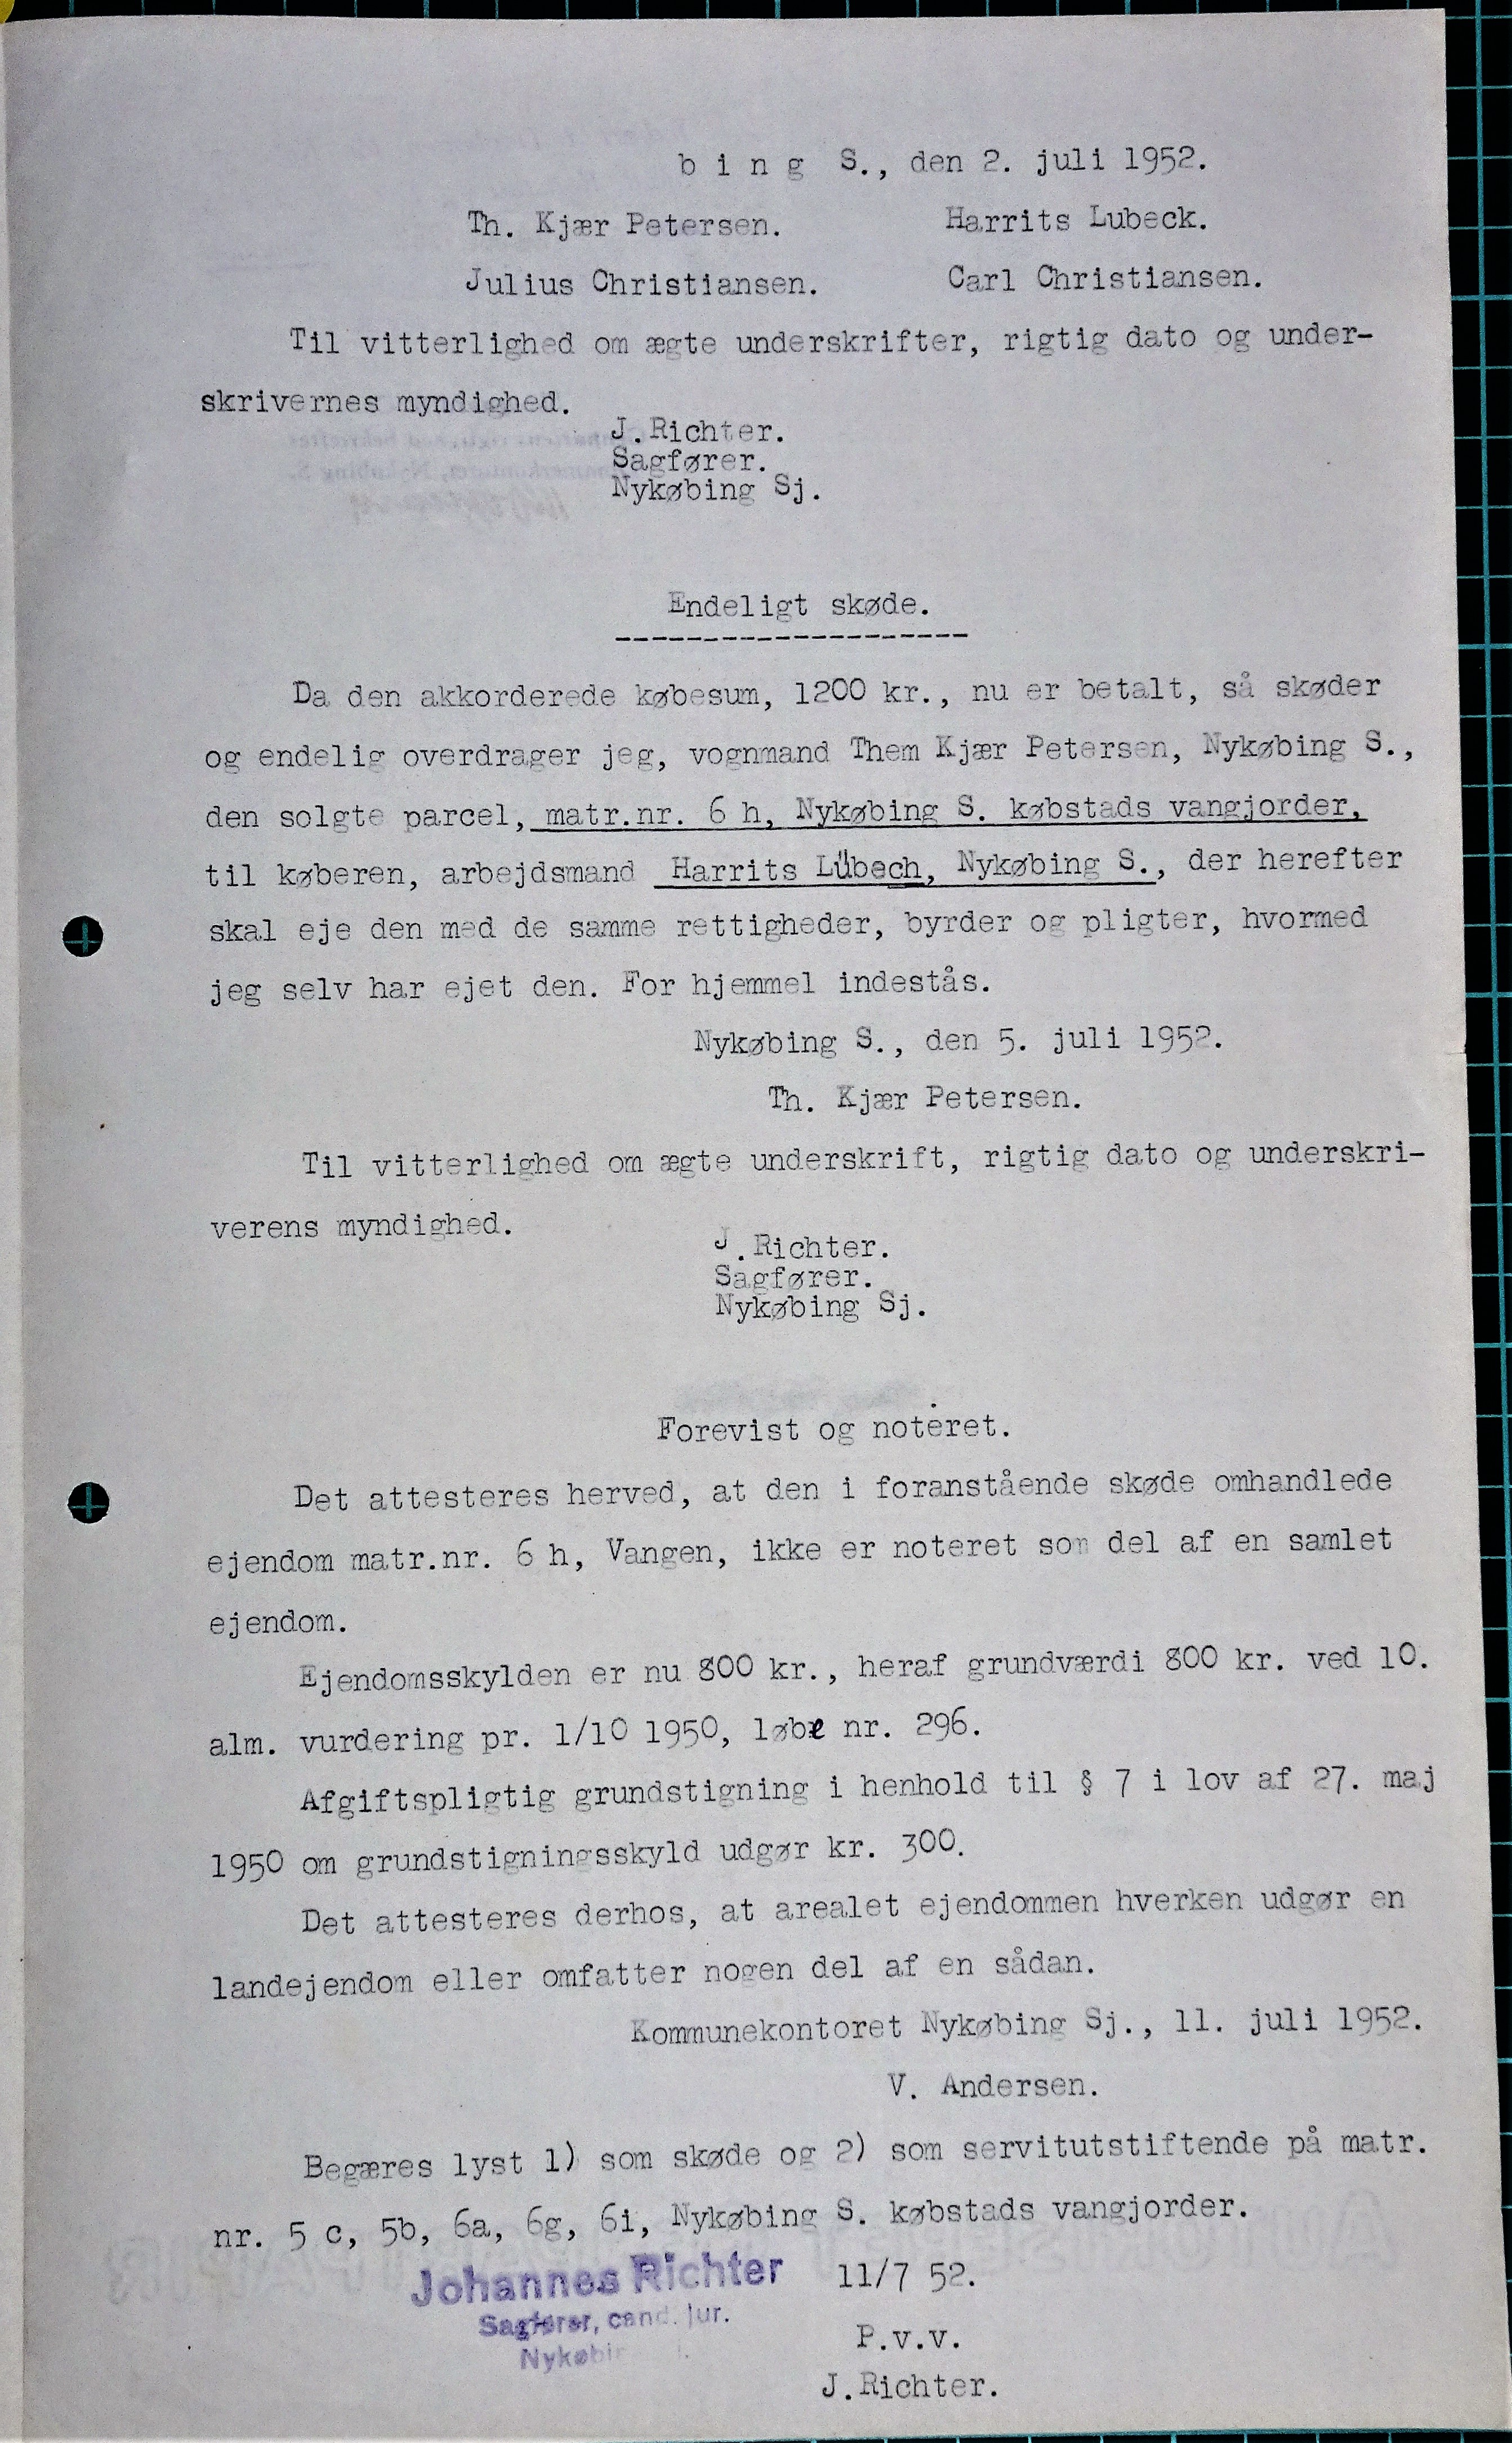 b i n g S., den 2. juli 1952.
Th. Kjær Petersen. Harrits Lubeck.
Julius Christiansen. Carl Christiansen.
Til vitterlighed om ægte underskrifter, rigtig dato og under-
skrivernes myndighed.
J.Richter.
Sagfører.
Nykøbing Sj.
Endeligt skøde.
--------------------
Da den akkorderede købesum, 1200 kr., nu er betalt, så skøder
og endelig overdrager jeg, vognmand Them Kjær Petersen, Nykøbing S.,
den solgte parcel, matr.nr. 6 h, Nykøbing S. købstads vangjorder,
til køberen, arbejdsmand Harrits Lübech, Nykøbing S., der herefter
skal eje den med de samme rettigheder, byrder og pligter, hvormed
jeg selv har ejet den. For hjemmel indestås.
Nykøbing S., den 5. juli 1952.
Th. Kjær Petersen.
Til vitterlighed om ægte underskrift, rigtig dato og underskri-
verens myndighed.
J.Richter.
Sagfører.
Nykøbing Sj.
Forevist og noteret.
Det attesteres herved, at den i foranstående skøde omhandlede
ejendom matr.nr. 6 h, Vangen, ikke er noteret som del af en samlet
ejendom.
Ejendomsskylden er nu 800 kr., heraf grundværdi 800 kr. ved 10.
alm. vurdering pr. 1/10 1950, løbe nr. 296.
Afgiftspligtig grundstigning i henhold til § 7 i lov af 27. maj
1950 om grundstigningsskyld udgør kr. 300.
Det attesteres derhos, at arealet ejendommen hverken udgør en
landejendom eller omfatter nogen del af en sådan.
Kommunekontoret Nykøbing Sj., 11. juli 1952.
V. Andersen.
Begæres lyst 1) som skøde og 2) som servitutstiftende på matr.
nr. 5 c, 5b, 6a, 6g, 6i, Nykøbing S. købstads vangjorder.
Johannes Richter 11/7 52.
Sagfører, cand. jur.
P.v.v.
J.Richter.